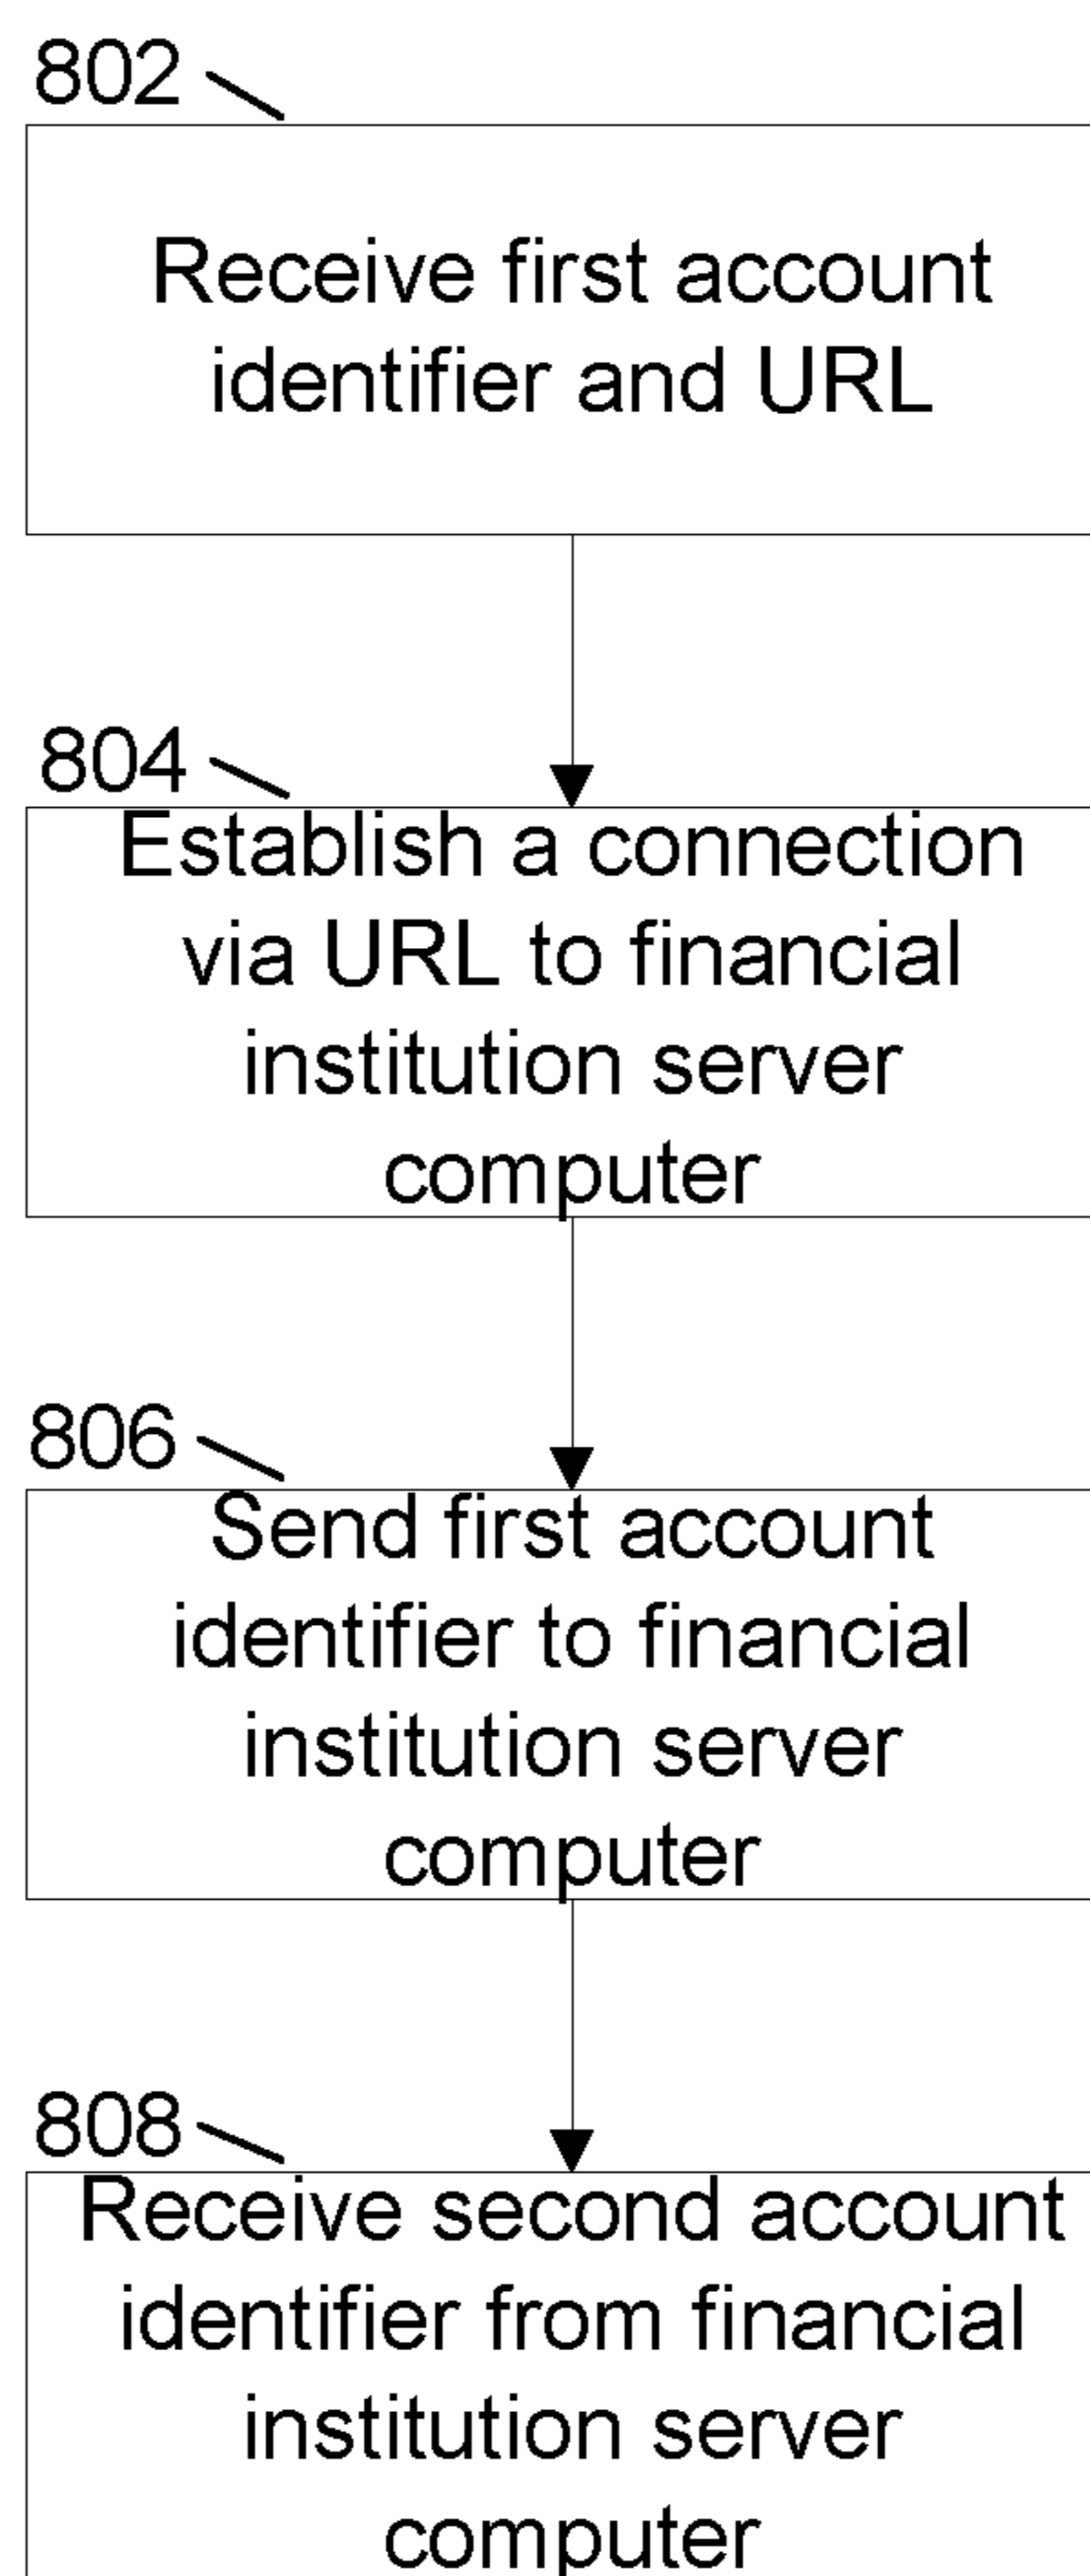 802
Receive first account
identifier and URL
804
Establish a connection
via URL to financial
institution server
computer
806
Send first account
identifier to financial
institution server
computer
808
Receive second account
identifier from financial
institution server
computer